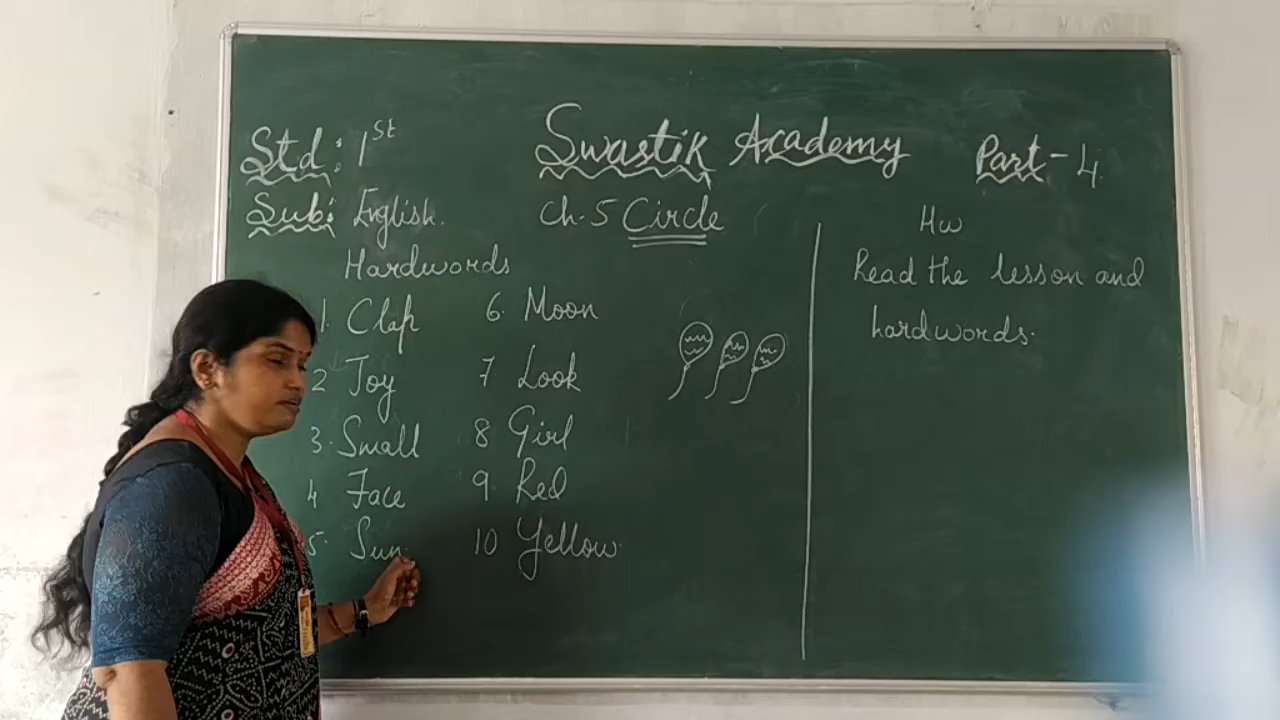 Std: 1st
Swastik Academy
Part-4.
Sub: English.
Ch. 5 Circle
Hardwords
1. Clap
2 Joy
3. Small
4 Face
5. Sun.
6. Moon
7 Look
8 Girl
9 Red
10 Yellow.
Hw
Read the lesson and
hardwords.